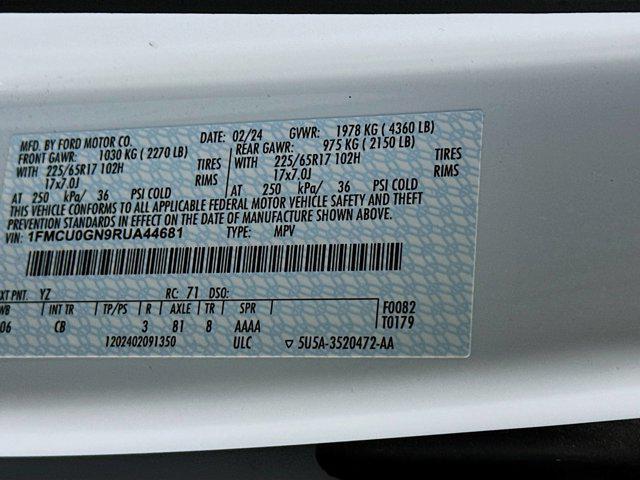 MFD. BY FORD MOTOR CO. DATE: 02/24 GVWR: 1978 KG ( 4360 LB)
FRONT GAWR: 1030 KG ( 2270 LB) REAR GAWR: 975 KG ( 2150 LB)
WITH 225/65R17 102H TIRES WITH 225/65R17 102H TIRES
17x7.0J RIMS 17x7.0J RIMS
AT 250 kPa/ 36 PSI COLD AT 250 kPa/ 36 PSI COLD
THIS VEHICLE CONFORMS TO ALL APPLICABLE FEDERAL MOTOR VEHICLE SAFETY AND THEFT
PREVENTION STANDARDS IN EFFECT ON THE DATE OF MANUFACTURE SHOWN ABOVE.
VIN: 1FMCU0GN9RUA44681 TYPE: MPV
XT PNT. YZ RC: 71 DSO:
WB INT TR TP/PS R AXLE TR SPR F0082
06 CB 3 81 8 AAAA T0179
1202402091350 ULC ▽ 5U5A-3520472-AA